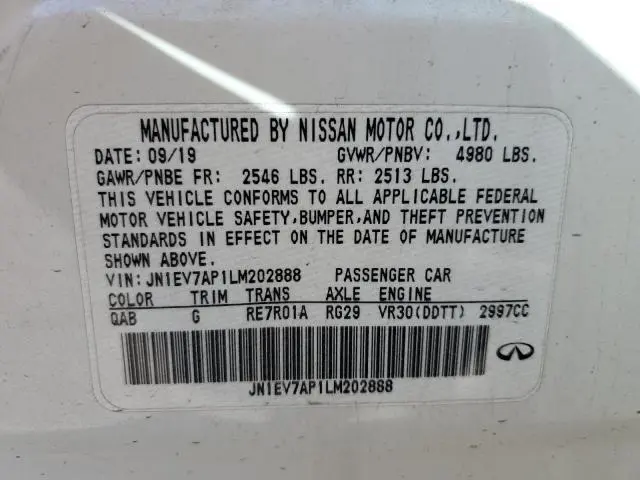 MANUFACTURED BY NISSAN MOTOR CO.,LTD.
DATE: 09/19 GVWR/PNBV: 4980 LBS.
GAWR/PNBE FR: 2546 LBS. RR: 2513 LBS.
THIS VEHICLE CONFORMS TO ALL APPLICABLE FEDERAL
MOTOR VEHICLE SAFETY,BUMPER,AND THEFT PREVENTION
STANDARDS IN EFFECT ON THE DATE OF MANUFACTURE
SHOWN ABOVE.
VIN: JN1EV7AP1LM202888 PASSENGER CAR
COLOR TRIM TRANS AXLE ENGINE
QAB G RE7R01A RG29 VR30(DDTT) 2997CC
JN1EV7AP1LM202888